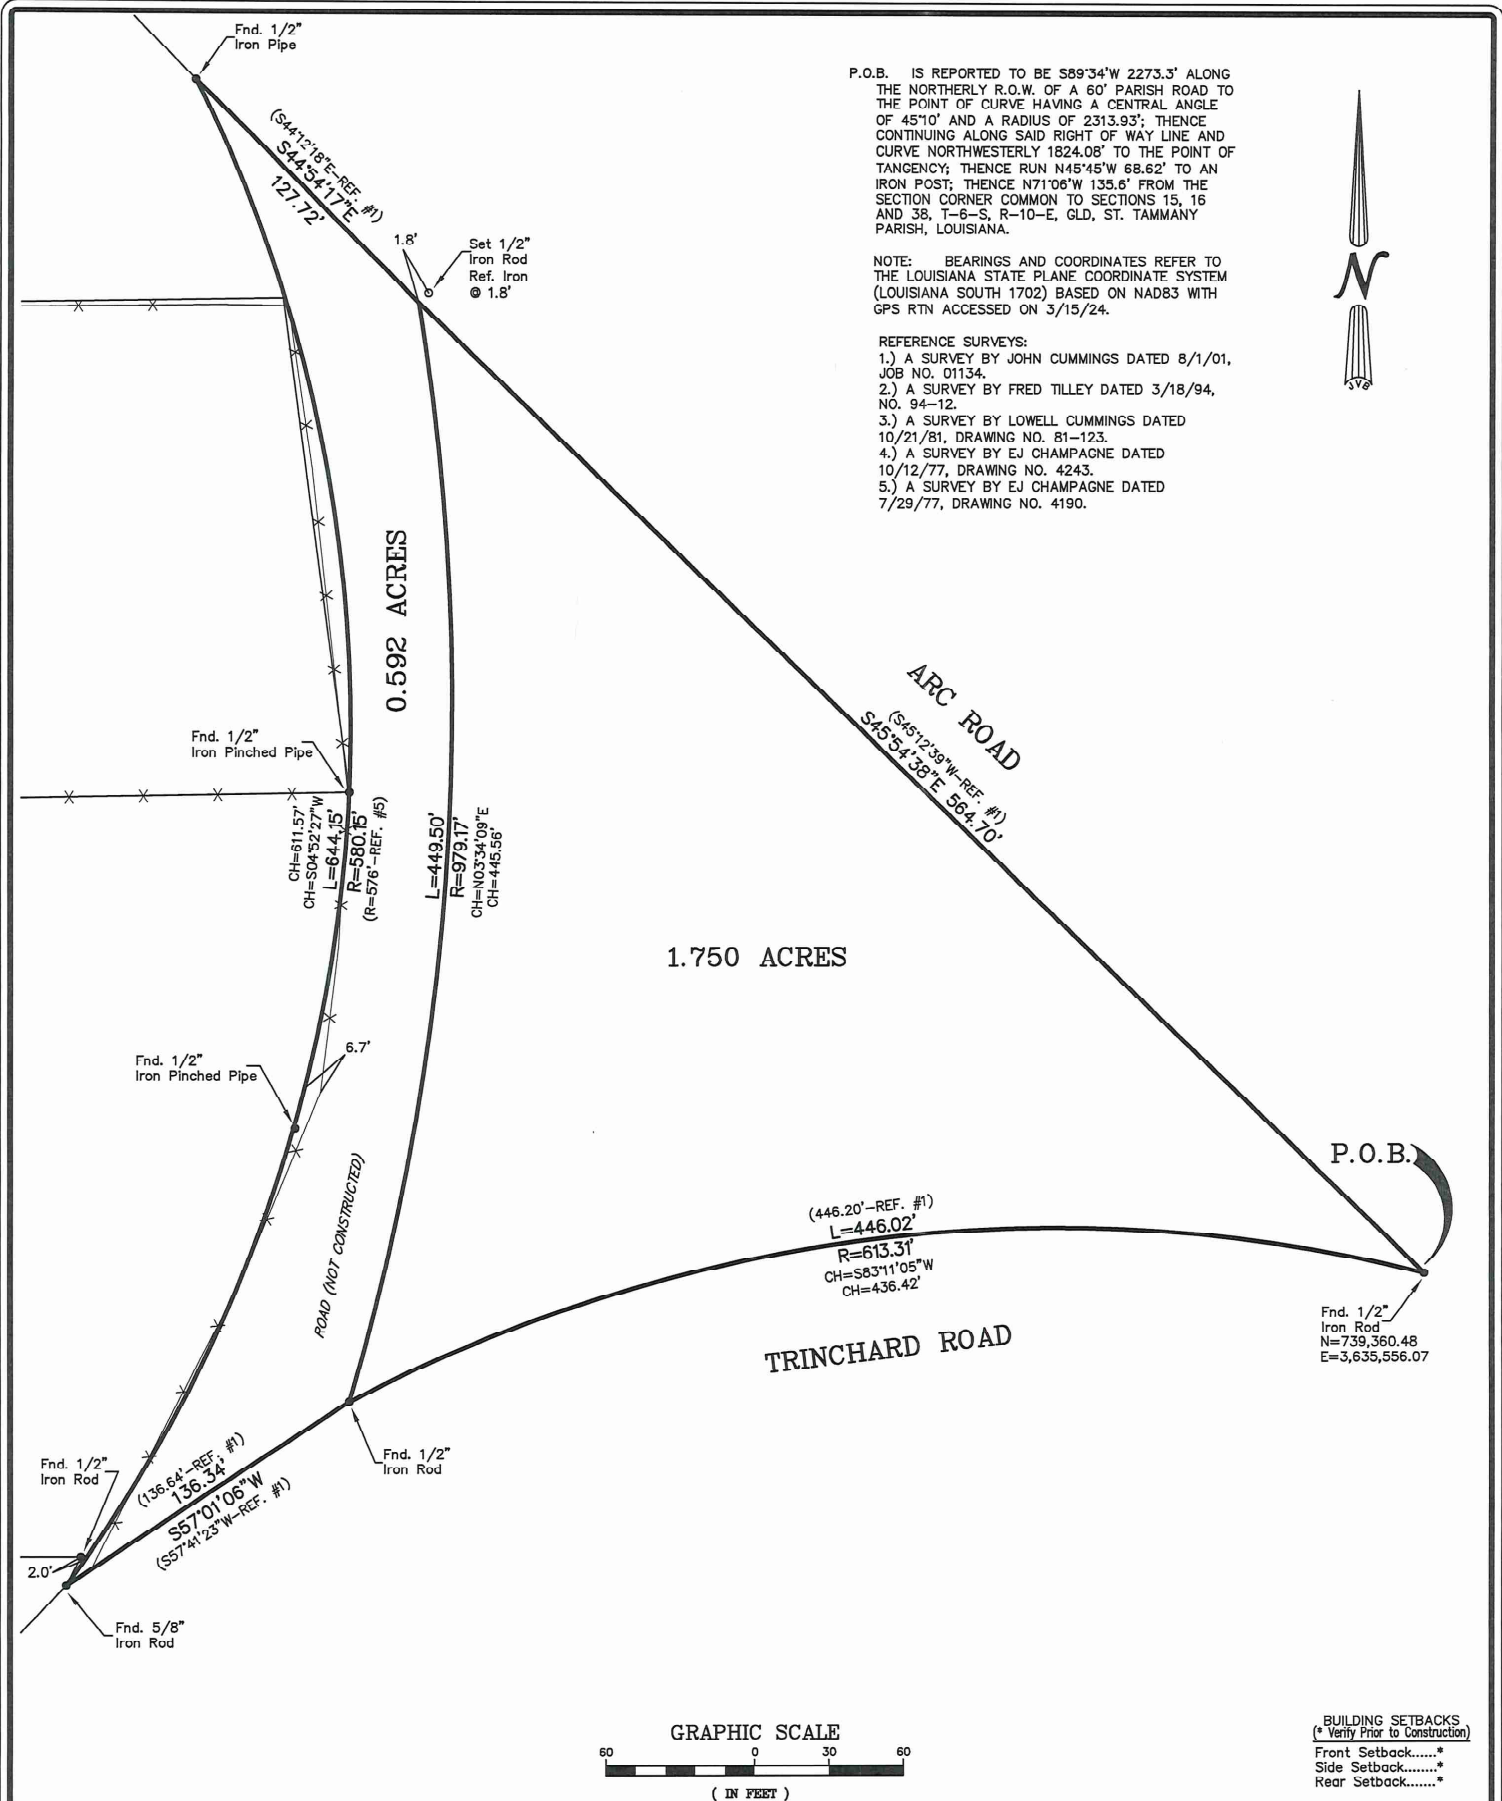 Fnd. 1/2"
Iron Pipe
P.O.B. IS REPORTED TO BE S89°34'W 2273.3' ALONG
THE NORTHERLY R.O.W. OF A 60' PARISH ROAD TO
THE POINT OF CURVE HAVING A CENTRAL ANGLE
OF 45°10' AND A RADIUS OF 2313.93'; THENCE
CONTINUING ALONG SAID RIGHT OF WAY LINE AND
CURVE NORTHWESTERLY 1824.08' TO THE POINT OF
TANGENCY; THENCE RUN N45°45'W 68.62' TO AN
IRON POST; THENCE N71°06'W 135.6' FROM THE
SECTION CORNER COMMON TO SECTIONS 15, 16
AND 38, T-6-S, R-10-E, GLD, ST. TAMMANY
PARISH, LOUISIANA.
NOTE: BEARINGS AND COORDINATES REFER TO
THE LOUISIANA STATE PLANE COORDINATE SYSTEM
(LOUISIANA SOUTH 1702) BASED ON NAD83 WITH
GPS RTN ACCESSED ON 3/15/24.
REFERENCE SURVEYS:
1.) A SURVEY BY JOHN CUMMINGS DATED 8/1/01,
JOB NO. 01134.
2.) A SURVEY BY FRED TILLEY DATED 3/18/94,
NO. 94-12.
3.) A SURVEY BY LOWELL CUMMINGS DATED
10/21/81, DRAWING NO. 81-123.
4.) A SURVEY BY EJ CHAMPAGNE DATED
10/12/77, DRAWING NO. 4243.
5.) A SURVEY BY EJ CHAMPAGNE DATED
7/29/77, DRAWING NO. 4190.
N
JVB
(S44°12'18"E-REF. #1)
S44°54'17"E
127.72'
1.8'
Set 1/2"
Iron Rod
Ref. Iron
@ 1.8'
0.592 ACRES
ARC ROAD
(S45°12'39"W-REF. #1)
S45°54'38"E 564.70'
Fnd. 1/2"
Iron Pinched Pipe
CH=611.57'
CH=S04°52'27"W
L=644.15'
R=580.15'
(R=576'-REF. #5)
L=449.50'
R=979.17'
CH=N03°34'09"E
CH=445.56'
1.750 ACRES
6.7'
Fnd. 1/2"
Iron Pinched Pipe
ROAD (NOT CONSTRUCTED)
P.O.B.
(446.20'-REF. #1)
L=446.02'
R=613.31'
CH=S83°11'05"W
CH=436.42'
TRINCHARD ROAD
Fnd. 1/2"
Iron Rod
N=739,360.48
E=3,635,556.07
Fnd. 1/2"
Iron Rod
Fnd. 1/2"
Iron Rod
(136.64'-REF. #1)
136.34'
S57°01'06"W
(S57°41'23"W-REF. #1)
2.0'
Fnd. 5/8"
Iron Rod
GRAPHIC SCALE
60 0 30 60
( IN FEET )
BUILDING SETBACKS
(* Verify Prior to Construction)
Front Setback......*
Side Setback........*
Rear Setback.......*